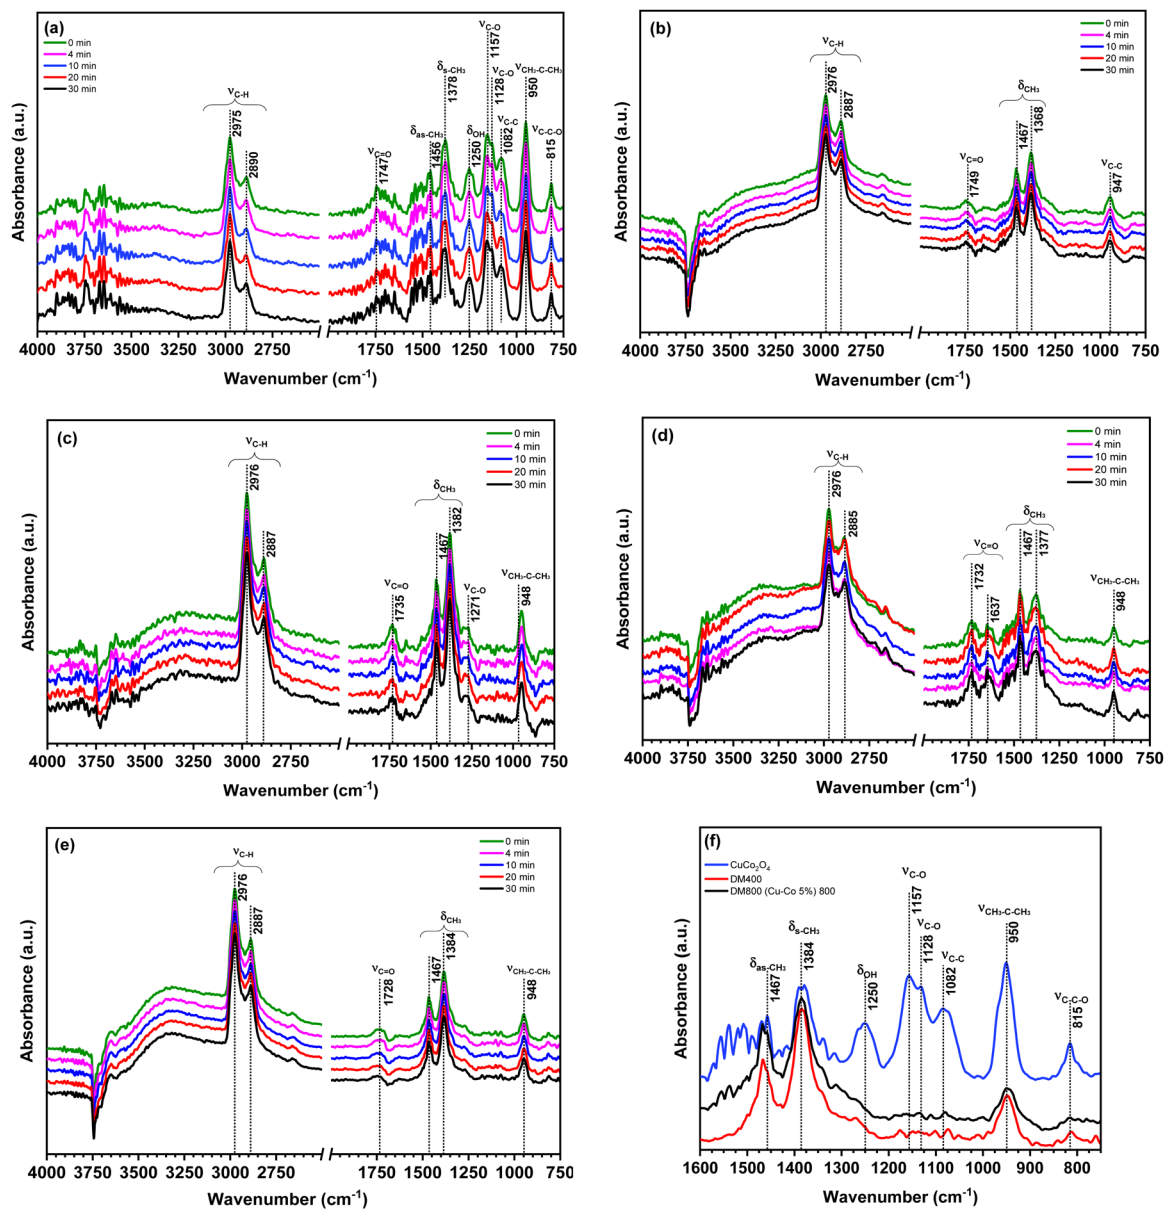 (a)
0 min
4 min
10 min
20 min
30 min
νC-H
2975
2890
νC=O
1747
δas-CH3
1456
δs-CH3
1378
δOH
1250
νC-O
1157
νC-O
1128
νC-C
1082
νCH3-C-CH3
950
νC-C-O
815
Absorbance (a.u.)
4000 3500 3000 2750 1750 1500 1250 1000 750
Wavenumber (cm-1)
(b)
0 min
4 min
10 min
20 min
30 min
νC-H
2976
2887
νC=O
1749
δCH3
1467
1368
νC-C
947
Absorbance (a.u.)
4000 3750 3500 3000 2750 2500 1750 1500 1250 1000 750
Wavenumber (cm-1)
(c)
0 min
4 min
10 min
20 min
30 min
νC-H
2976
2887
νC=O
1735
δCH3
1467
1382
νC-O
1271
νCH3-C-CH3
948
Absorbance (a.u.)
4000 3750 3500 3000 2750 2500 1750 1500 1250 1000 750
Wavenumber (cm-1)
(d)
0 min
4 min
10 min
20 min
30 min
νC-H
2976
2885
νC=O
1732
1637
δCH3
1467
1377
νCH3-C-CH3
948
Absorbance (a.u.)
4000 3750 3500 3000 2750 2500 1750 1500 1250 1000 750
Wavenumber (cm-1)
(e)
0 min
4 min
10 min
20 min
30 min
νC-H
2976
2887
νC=O
1728
δCH3
1467
1384
νCH3-C-CH3
948
Absorbance (a.u.)
4000 3750 3500 3000 2750 2500 1750 1500 1250 1000 750
Wavenumber (cm-1)
(f)
CuCo2O4
DM400
DM800 (Cu-Co 5%) 800
δas-CH3
1467
δs-CH3
1384
δOH
1250
νC-O
1157
νC-O
1128
νC-C
1082
νCH3-C-CH3
950
νC-C-O
815
Absorbance (a.u.)
1600 1500 1400 1300 1200 1100 1000 900 800
Wavenumber (cm-1)